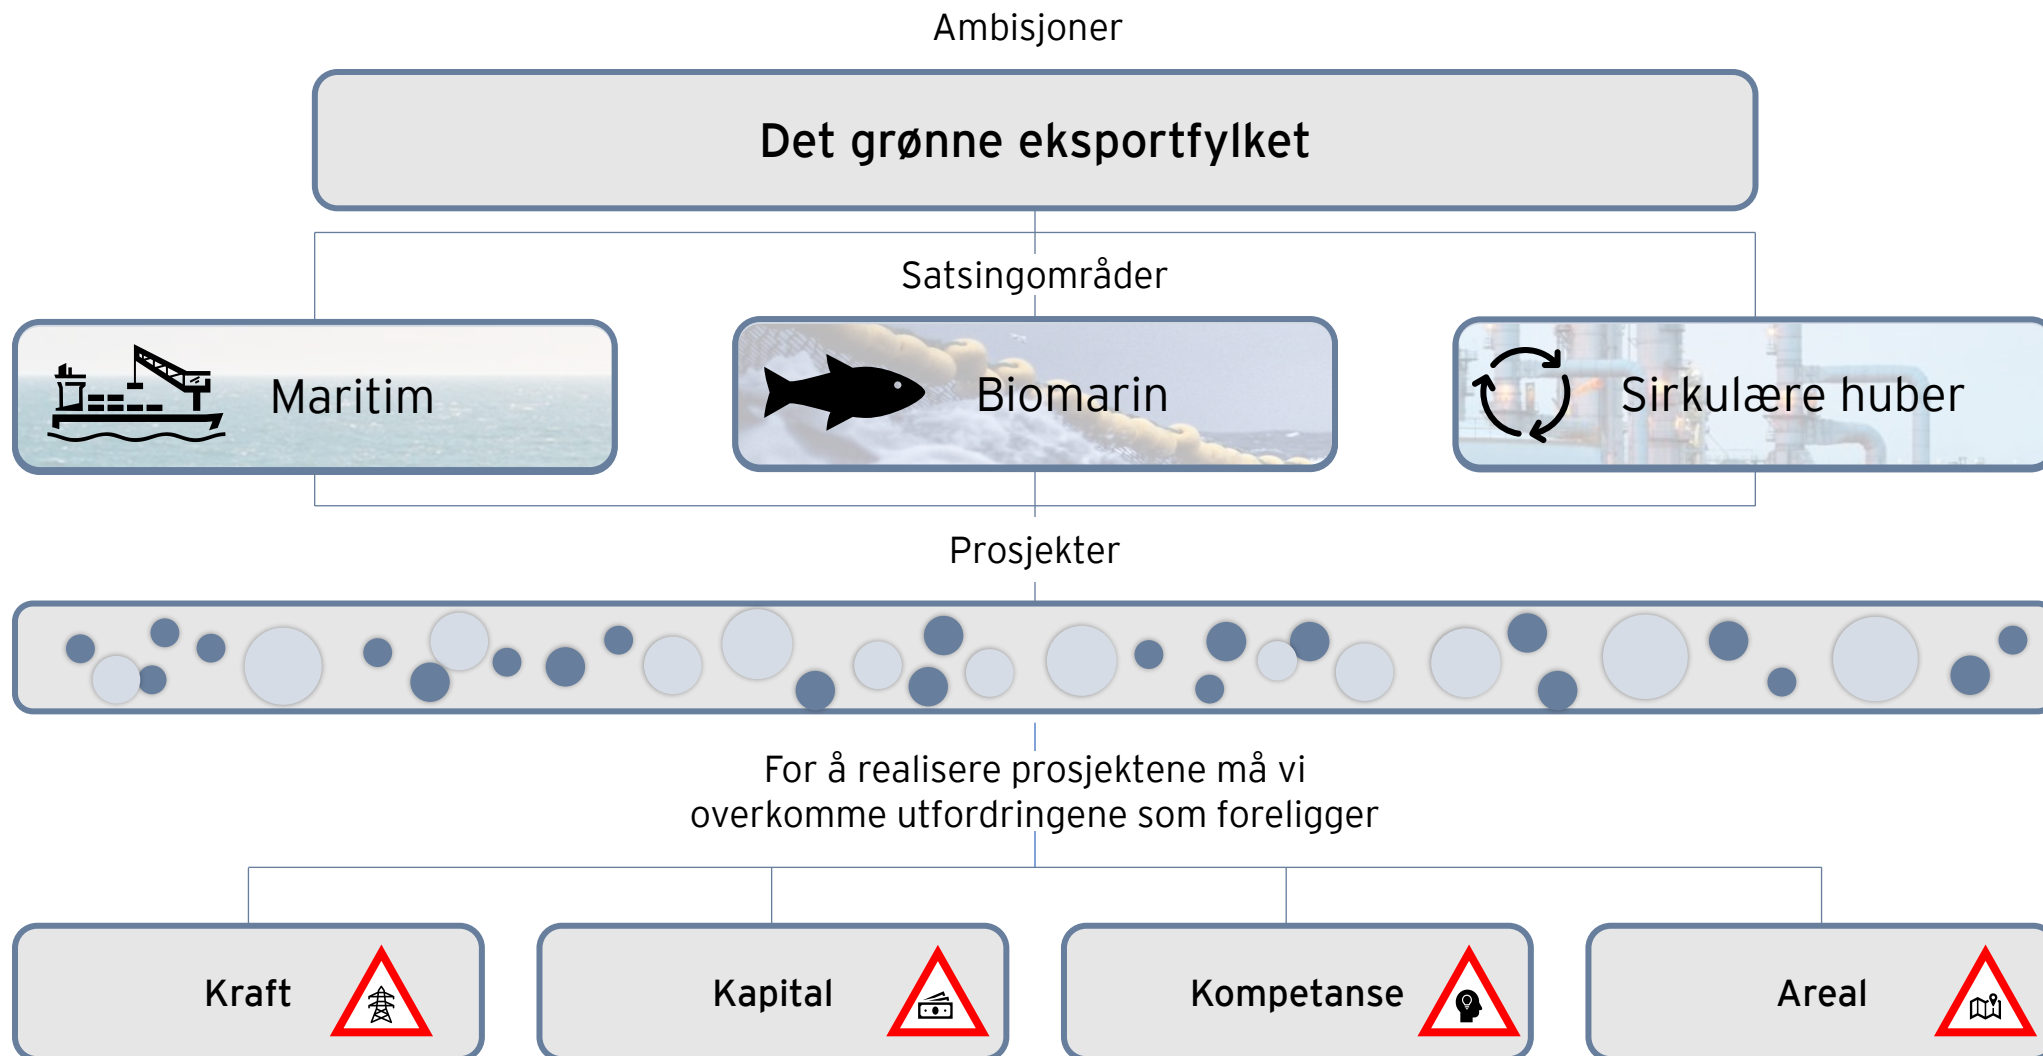 Ambisjoner
Det grønne eksportfylket
Satsingområder
Maritim
Biomarin
Sirkulære huber
Prosjekter
For å realisere prosjektene må vi
overkomme utfordringene som foreligger
Kraft
Kapital
Kompetanse
Areal